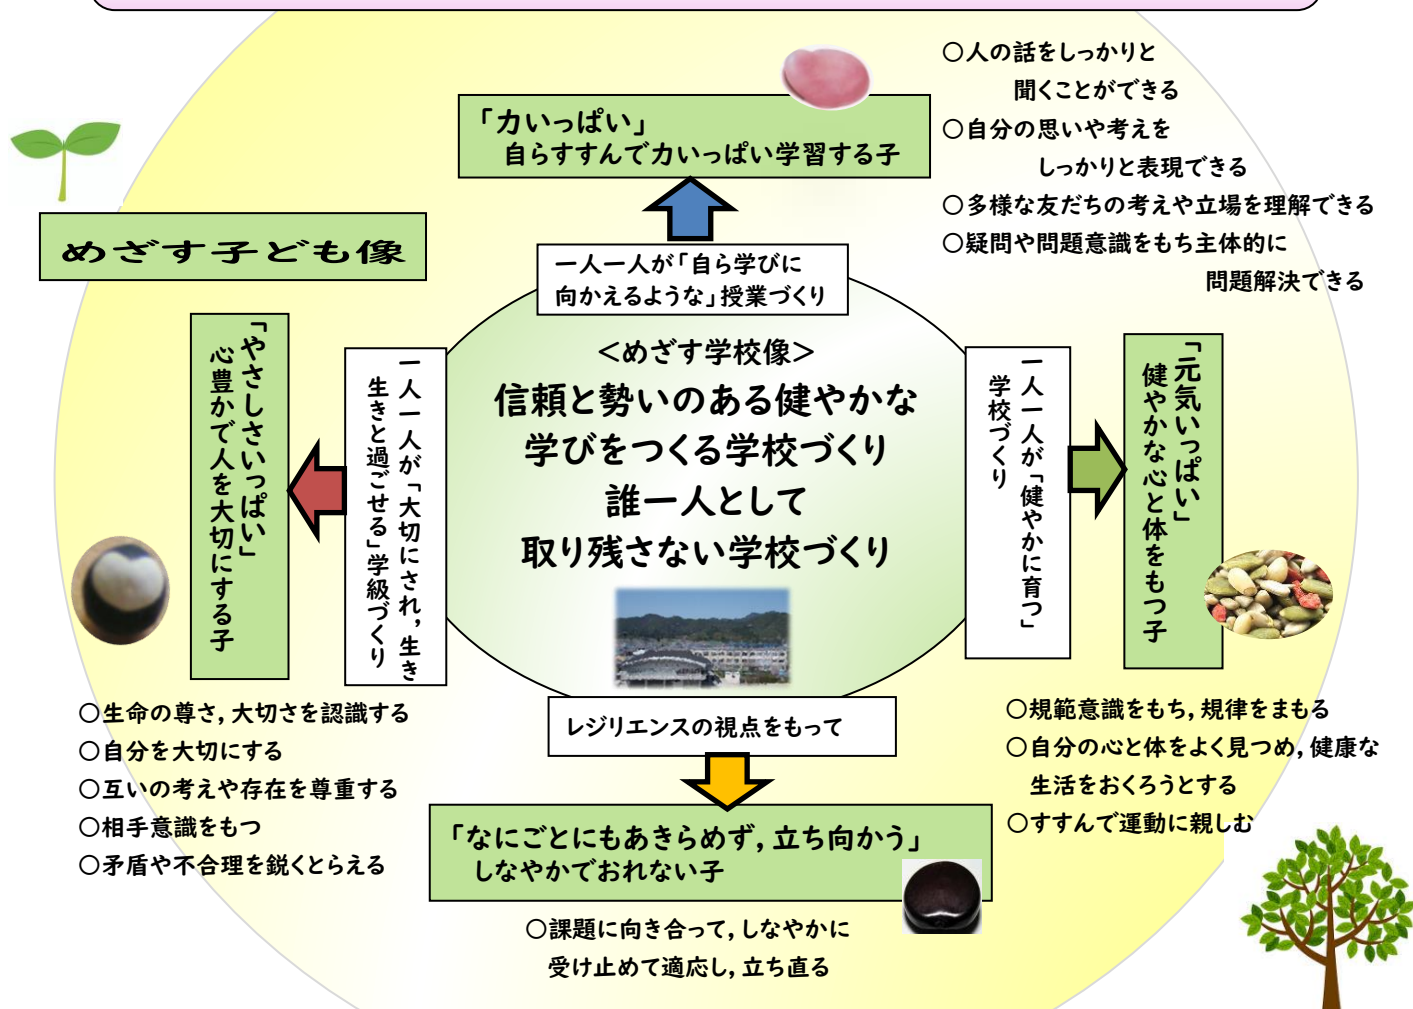 「力いっぱい」
自らすすんで力いっぱい学習する子
〇人の話をしっかりと
聞くことができる
〇自分の思いや考えを
しっかりと表現できる
〇多様な友だちの考えや立場を理解できる
〇疑問や問題意識をもち主体的に
問題解決できる
めざす子ども像
一人一人が「自ら学びに
向かえるような」授業づくり
＜めざす学校像＞
信頼と勢いのある健やかな
学びをつくる学校づくり
誰一人として
取り残さない学校づくり
「やさしさいっぱい」
心豊かで人を大切にする子
一人一人が「大切にされ，生き
生きと過ごせる」学級づくり
一人一人が「健やかに育つ」
学校づくり
「元気いっぱい」
健やかな心と体をもつ子
〇生命の尊さ，大切さを認識する
〇自分を大切にする
〇互いの考えや存在を尊重する
〇相手意識をもつ
〇矛盾や不合理を鋭くとらえる
レジリエンスの視点をもって
「なにごとにもあきらめず，立ち向かう」
しなやかでおれない子
〇課題に向き合って，しなやかに
受け止めて適応し，立ち直る
〇規範意識をもち，規律をまもる
〇自分の心と体をよく見つめ，健康な
生活をおくろうとする
〇すすんで運動に親しむ